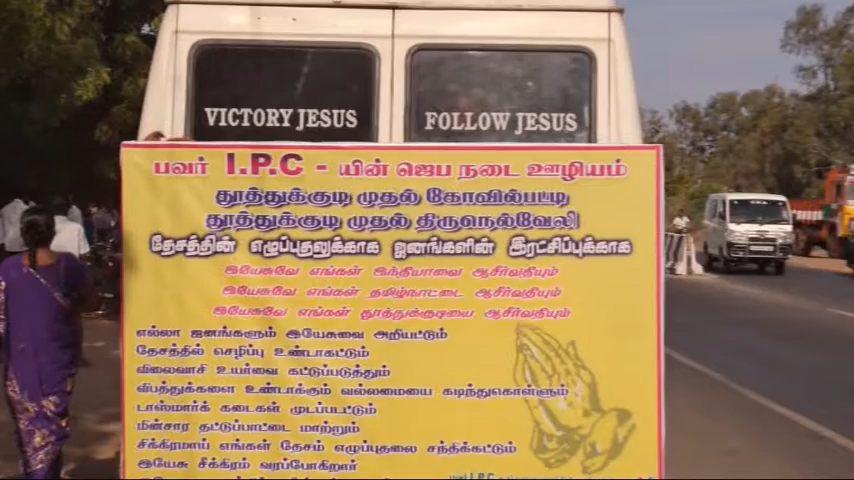 VICTORY JESUS
FOLLOW JESUS
பவர் I.P.C - யின் ஜெப நடை ஊழியம்
தூத்துக்குடி முதல் கோவில்பட்டி
தூத்துக்குடி முதல் திருநெல்வேலி
தேசத்தின் எழுப்புதலுக்காக ஜனங்களின் இரட்சிப்புக்காக
இயேசுவே எங்கள் இந்தியாவை ஆசீர்வதியும்
இயேசுவே எங்கள் தமிழ்நாட்டை ஆசீர்வதியும்
இயேசுவே எங்கள் தூத்துக்குடியை ஆசீர்வதியும்
எல்லா ஜனங்களும் இயேசுவை அறியட்டும்
தேசத்தில் செழிப்பு உண்டாகட்டும்
விலைவாசி உயர்வை கட்டுப்படுத்தும்
விபத்துக்களை உண்டாக்கும் வல்லமையை கடிந்துகொள்ளும்
டாஸ்மார்க் கடைகள் மூடப்பட்டும்
மின்சார தட்டுப்பாட்டை மாற்றும்
சீக்கிரமாய் எங்கள் தேசம் எழுப்புதலை சந்திக்கட்டும்
இயேசு சீக்கிரம் வரப்போகிறார்
I.P.C